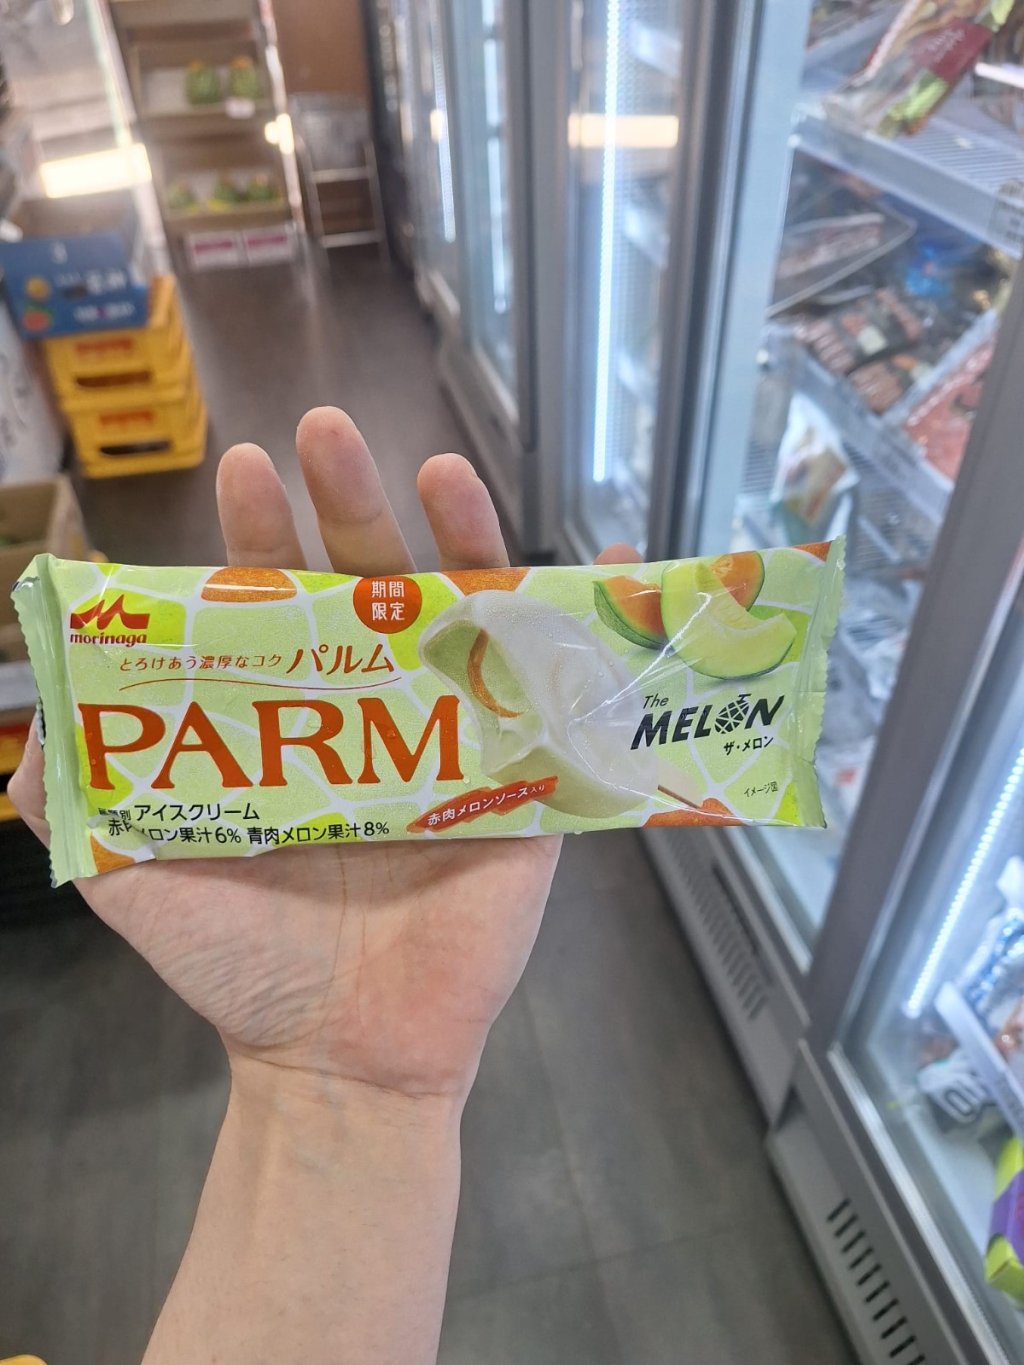 期間
限定
morinaga
とろけあう濃厚なコク パルム
PARM
The
MELON
ザ・メロン
イメージ図
赤肉メロンソース入り
アイスクリーム
メロン果汁6% 青肉メロン果汁8%